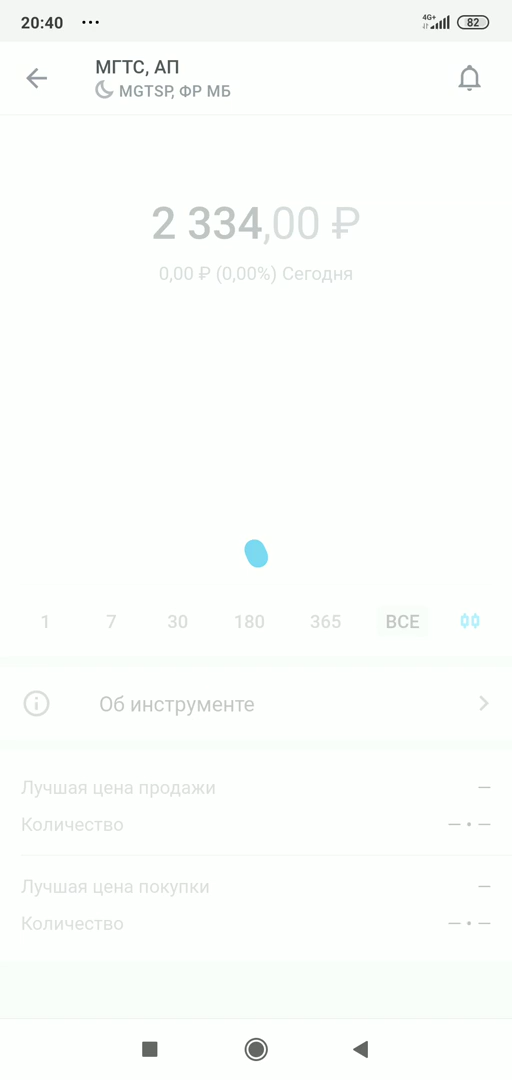 20:40 ... 4G+ 82
МГТС, АП
MGTSP, ФР МБ
2 334,00 ₽
0,00 ₽ (0,00%) Сегодня
1 7 30 180 365 ВСЕ
Об инструменте
Лучшая цена продажи —
Количество — • —
Лучшая цена покупки —
Количество — • —